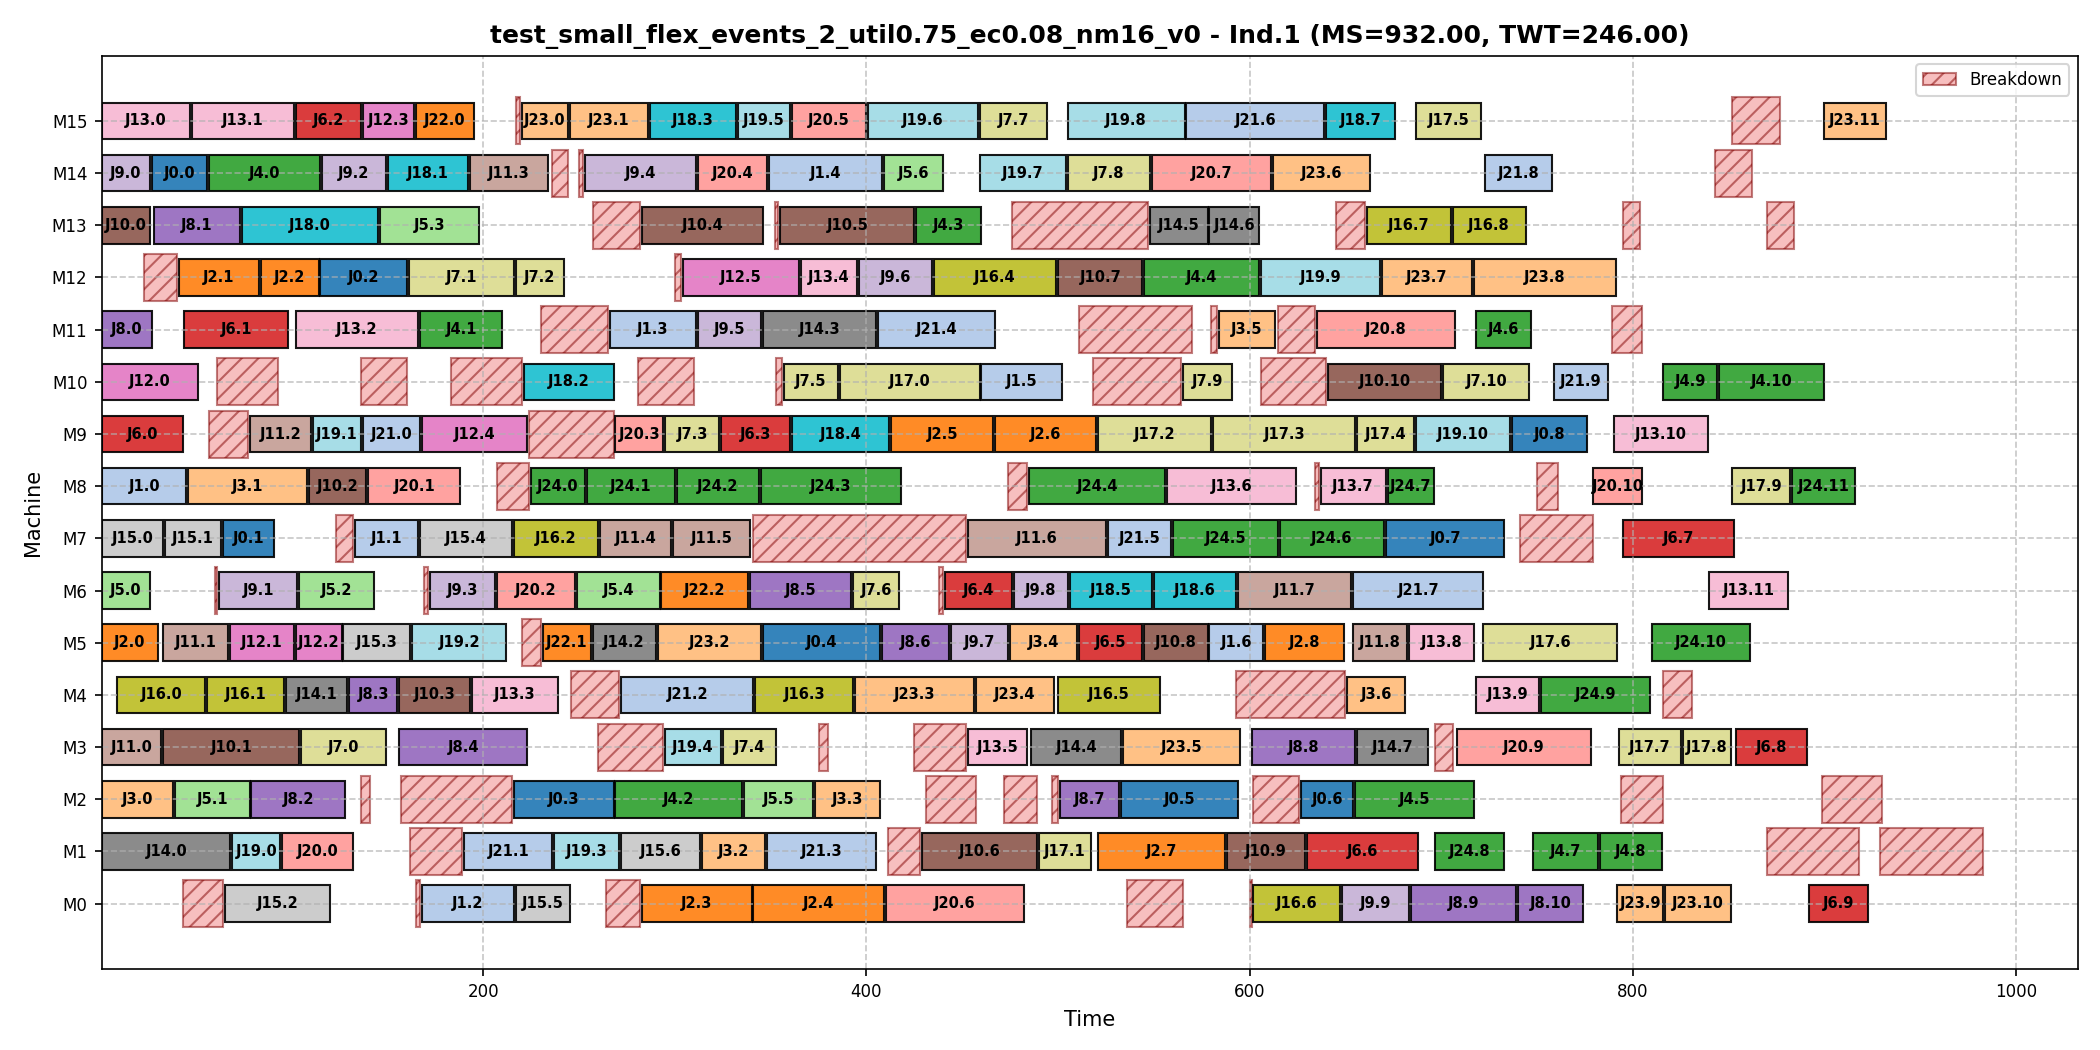 test_small_flex_events_2_util0.75_ec0.08_nm16_v0 - Ind.1 (MS=932.00, TWT=246.00)
Breakdown
M15 J13.0 J13.1 J6.2 J12.3 J22.0 J23.0 J23.1 J18.3 J19.5 J20.5 J19.6 J7.7 J19.8 J21.6 J18.7 J17.5 J23.11
M14 J9.0 J0.0 J4.0 J9.2 J18.1 J11.3 J9.4 J20.4 J1.4 J5.6 J19.7 J7.8 J20.7 J23.6 J21.8
M13 J10.0 J8.1 J18.0 J5.3 J10.4 J10.5 J4.3 J14.5 J14.6 J16.7 J16.8
M12 J2.1 J2.2 J0.2 J7.1 J7.2 J12.5 J13.4 J9.6 J16.4 J10.7 J4.4 J19.9 J23.7 J23.8
M11 J8.0 J6.1 J13.2 J4.1 J1.3 J9.5 J14.3 J21.4 J3.5 J20.8 J4.6
M10 J12.0 J18.2 J7.5 J17.0 J1.5 J7.9 J10.10 J7.10 J21.9 J4.9 J4.10
M9 J6.0 J11.2 J19.1 J21.0 J12.4 J20.3 J7.3 J6.3 J18.4 J2.5 J2.6 J17.2 J17.3 J17.4 J19.10 J0.8 J13.10
M8 J1.0 J3.1 J10.2 J20.1 J24.0 J24.1 J24.2 J24.3 J24.4 J13.6 J13.7 J24.7 J20.10 J17.9 J24.11
M7 J15.0 J15.1 J0.1 J1.1 J15.4 J16.2 J11.4 J11.5 J11.6 J21.5 J24.5 J24.6 J0.7 J6.7
M6 J5.0 J9.1 J5.2 J9.3 J20.2 J5.4 J22.2 J8.5 J7.6 J6.4 J9.8 J18.5 J18.6 J11.7 J21.7 J13.11
M5 J2.0 J11.1 J12.1 J12.2 J15.3 J19.2 J22.1 J14.2 J23.2 J0.4 J8.6 J9.7 J3.4 J6.5 J10.8 J1.6 J2.8 J11.8 J13.8 J17.6 J24.10
M4 J16.0 J16.1 J14.1 J8.3 J10.3 J13.3 J21.2 J16.3 J23.3 J23.4 J16.5 J3.6 J13.9 J24.9
M3 J11.0 J10.1 J7.0 J8.4 J19.4 J7.4 J13.5 J14.4 J23.5 J8.8 J14.7 J20.9 J17.7 J17.8 J6.8
M2 J3.0 J5.1 J8.2 J0.3 J4.2 J5.5 J3.3 J8.7 J0.5 J0.6 J4.5
M1 J14.0 J19.0 J20.0 J21.1 J19.3 J15.6 J3.2 J21.3 J10.6 J17.1 J2.7 J10.9 J6.6 J24.8 J4.7 J4.8
M0 J15.2 J1.2 J15.5 J2.3 J2.4 J20.6 J16.6 J9.9 J8.9 J8.10 J23.9 J23.10 J6.9
Machine
200 400 600 800 1000
Time